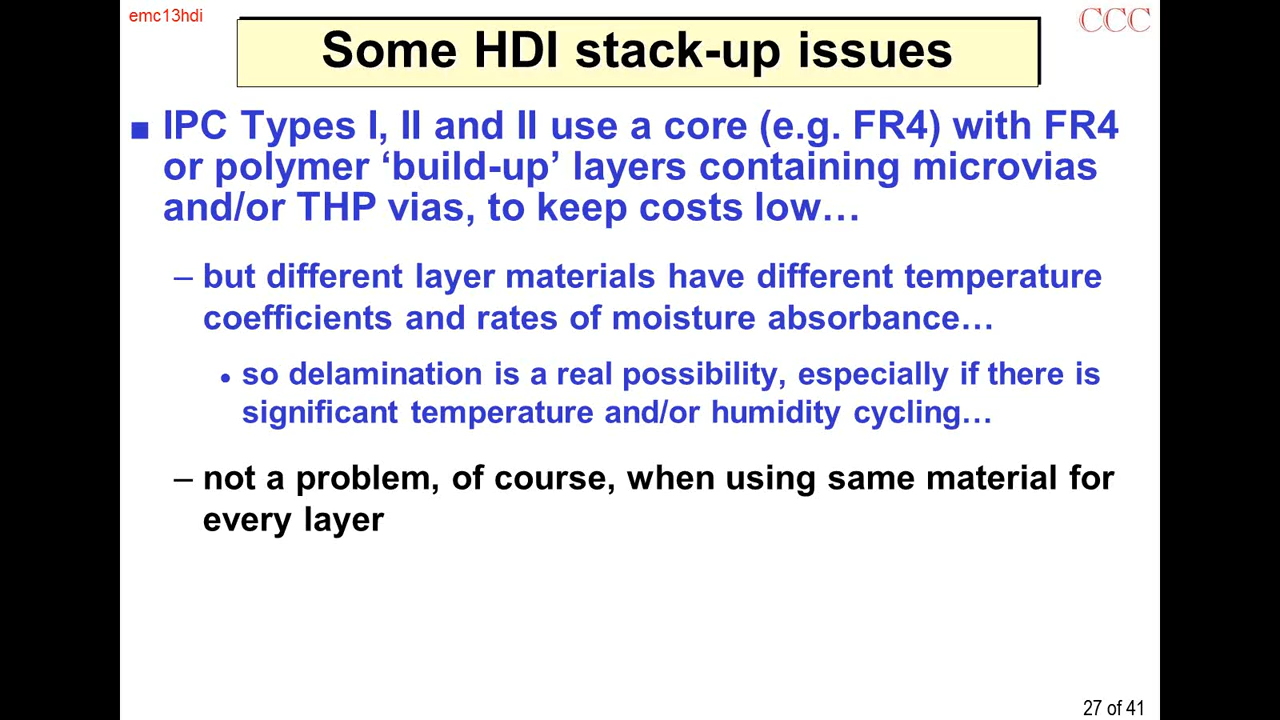 emc13hdi
CCC
Some HDI stack-up issues
■ IPC Types I, II and II use a core (e.g. FR4) with FR4
or polymer ‘build-up’ layers containing microvias
and/or THP vias, to keep costs low…
– but different layer materials have different temperature
coefficients and rates of moisture absorbance…
• so delamination is a real possibility, especially if there is
significant temperature and/or humidity cycling…
– not a problem, of course, when using same material for
every layer
27 of 41